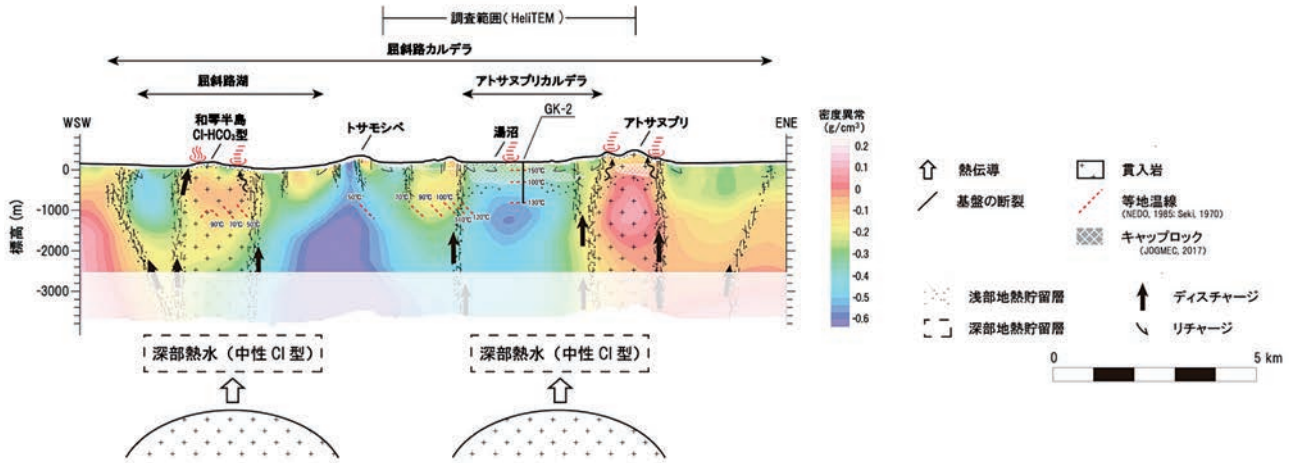 調査範囲( HeliTEM )
屈斜路カルデラ
屈斜路湖
アトサヌプリカルデラ
GK-2
WSW
和琴半島
Cl-HCO₃型
トサモシベ
湯沼
アトサヌプリ
ENE
密度異常
(g/cm³)
0.2
0.1
0
-0.1
-0.2
-0.3
-0.4
-0.5
-0.6
標高 (m)
0
-1000
-2000
-3000
90℃
70℃
50℃
50℃
70℃
90℃
100℃
110℃
120℃
150℃
100℃
130℃
深部熱水（中性 Cl 型）
深部熱水（中性 Cl 型）
熱伝導
貫入岩
基盤の断裂
等地温線
(NEDO, 1985; Seki, 1970)
キャップロック
(JOGMEC, 2017)
浅部地熱貯留層
ディスチャージ
深部地熱貯留層
リチャージ
0
5 km